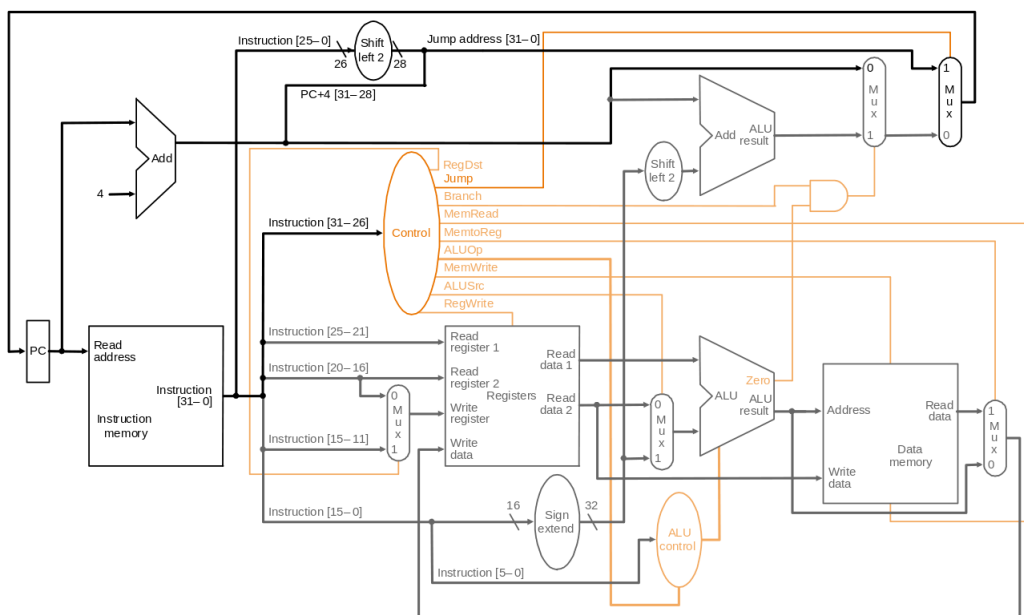 Instruction [25–0]
Shift
left 2
Jump address [31–0]
26
28
PC+4 [31–28]
0
M
u
x
1
1
M
u
x
0
Add
ALU
result
Add
4
Shift
left 2
RegDst
Jump
Branch
MemRead
MemtoReg
ALUOp
MemWrite
ALUSrc
RegWrite
Instruction [31–26]
Control
PC
Read
address
Instruction
[31–0]
Instruction
memory
Instruction [25–21]
Instruction [20–16]
Instruction [15–11]
0
M
u
x
1
Read
register 1
Read
register 2
Write
register
Write
data
Registers
Read
data 1
Read
data 2
0
M
u
x
1
Zero
ALU
ALU
result
Address
Read
data
Data
memory
Write
data
1
M
u
x
0
Instruction [15–0]
16
Sign
extend
32
ALU
control
Instruction [5–0]